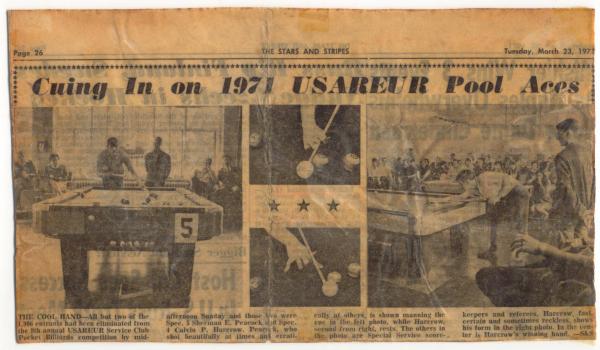 Page 26
THE STARS AND STRIPES
Tuesday, March 23, 197
Cuing In on 1971 USAREUR Pool Aces
5
THE COOL HAND—All but two of the
1,106 entrants had been eliminated from
the 8th annual USAREUR Service Club
Pocket Billiards competition by mid-
afternoon Sunday and those two were
Spec. 5 Sherman E. Peacock and Spec.
4 Calvin P. Harcrow. Peacock, who
shot beautifully at times and errati-
cally at others, is shown manning the
cue in the left photo, while Harcrow,
second from right, rests. The others in
the photo are Special Service score-
keepers and referees. Harcrow, fast,
certain and sometimes reckless, shows
his form in the right photo. In the cen-
ter is Harcrow's winning hand. —S&S